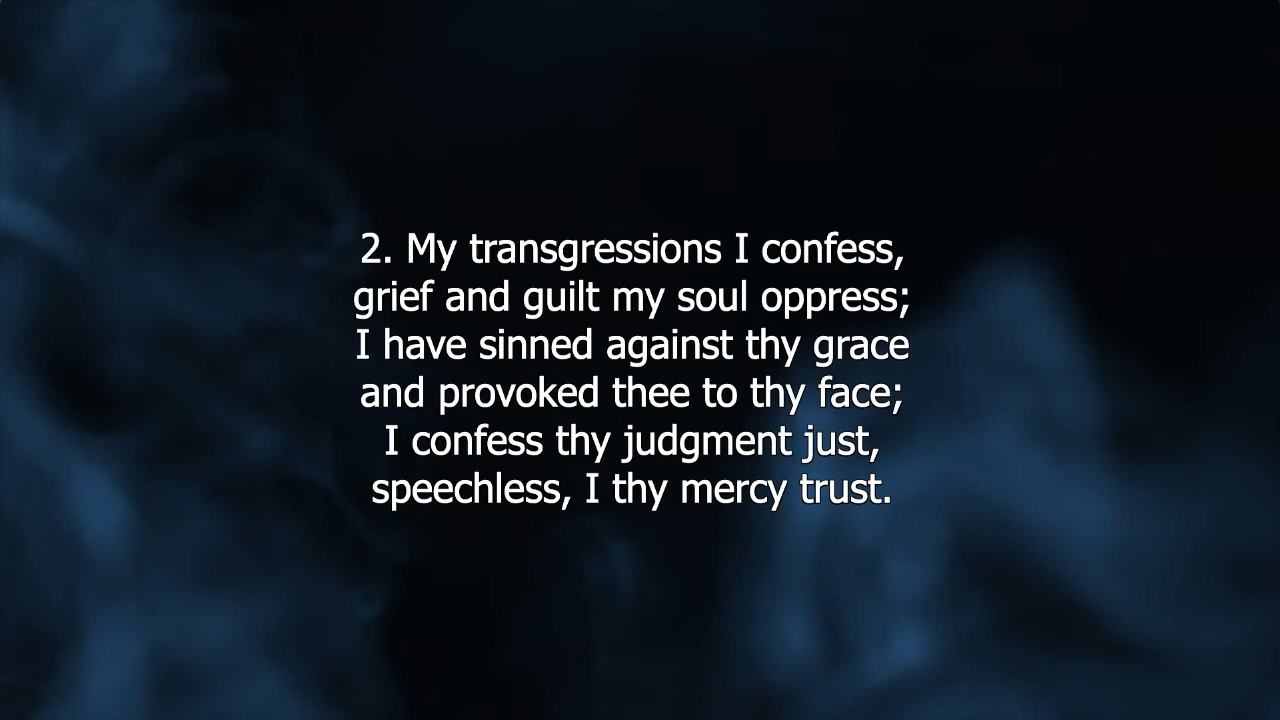 2. My transgressions I confess,
grief and guilt my soul oppress;
I have sinned against thy grace
and provoked thee to thy face;
I confess thy judgment just,
speechless, I thy mercy trust.